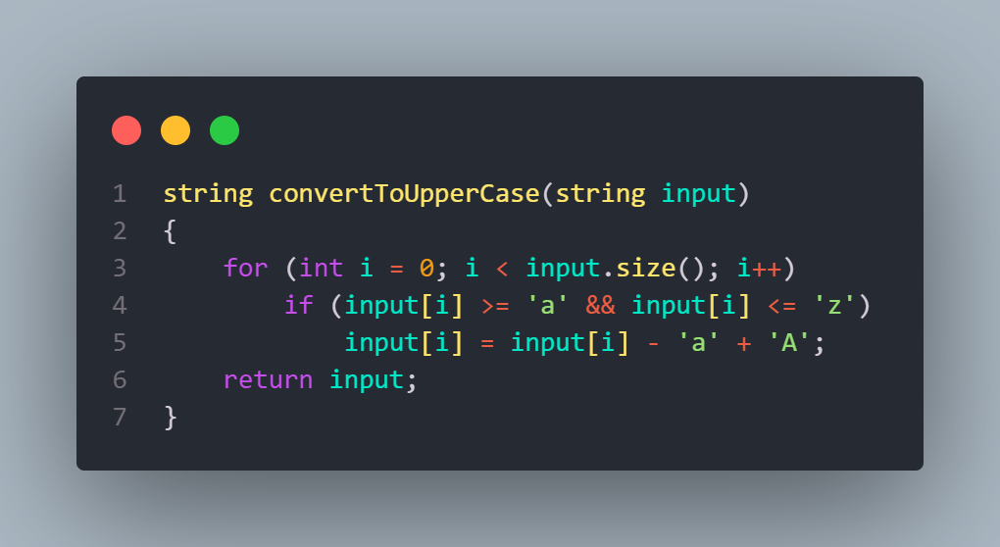 1 string convertToUpperCase(string input)
2 {
3     for (int i = 0; i < input.size(); i++)
4         if (input[i] >= 'a' && input[i] <= 'z')
5             input[i] = input[i] - 'a' + 'A';
6     return input;
7 }